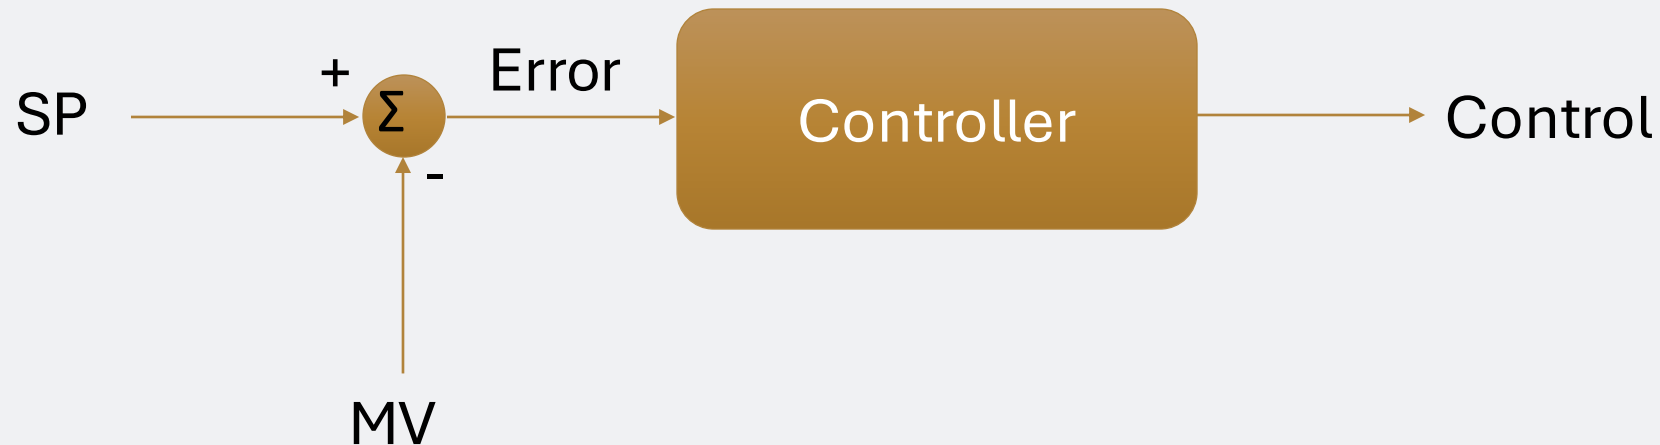 SP
+
Σ
-
Error
Controller
Control
MV